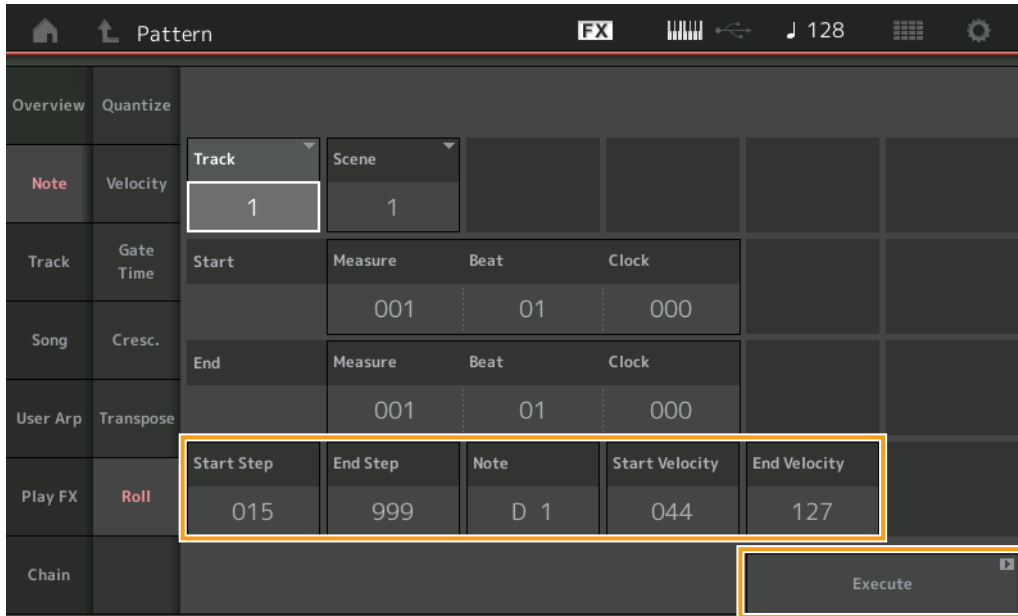 Pattern FX ♩ 128
Overview Quantize
Track Scene
Note Velocity
1 1
Track Gate Time Start Measure Beat Clock
001 01 000
Song Cresc.
End Measure Beat Clock
User Arp Transpose 001 01 000
Start Step End Step Note Start Velocity End Velocity
Play FX Roll
015 999 D 1 044 127
Chain Execute